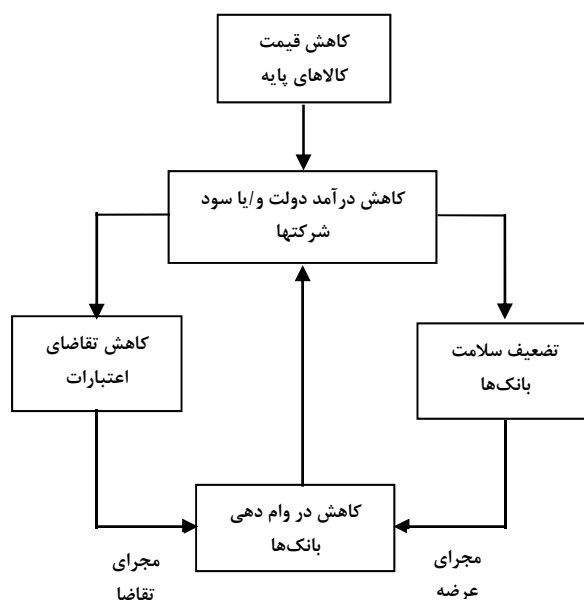 کاهش قیمت
کالاهای پایه
کاهش درآمد دولت و/یا سود
شرکتها
کاهش تقاضای
اعتبارات
تضعیف سلامت
بانک‌ها
کاهش در وام دهی
بانک‌ها
مجرای
عرضه
مجرای
تقاضا